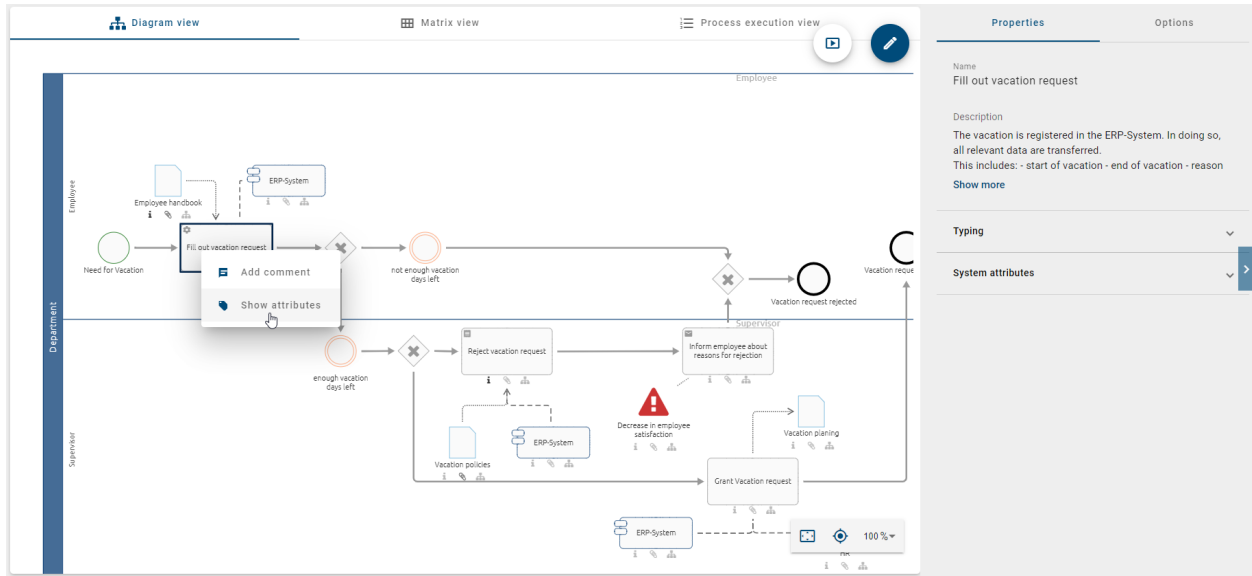 Diagram view
Matrix view
Process execution view
Properties
Options
Name
Fill out vacation request
Description
The vacation is registered in the ERP-System. In doing so,
all relevant data are transferred.
This includes: - start of vacation - end of vacation - reason
Show more
Typing
System attributes
Employee
Department
Employee
Employee handbook
ERP-System
Need for Vacation
Fill out vacation request
not enough vacation
days left
Vacation reque
Vacation request rejected
Add comment
Show attributes
Supervisor
Supervisor
enough vacation
days left
Reject vacation request
Inform employee about
reasons for rejection
Decrease in employee
satisfaction
Vacation policies
ERP-System
Vacation planing
Grant Vacation request
ERP-System
100 %